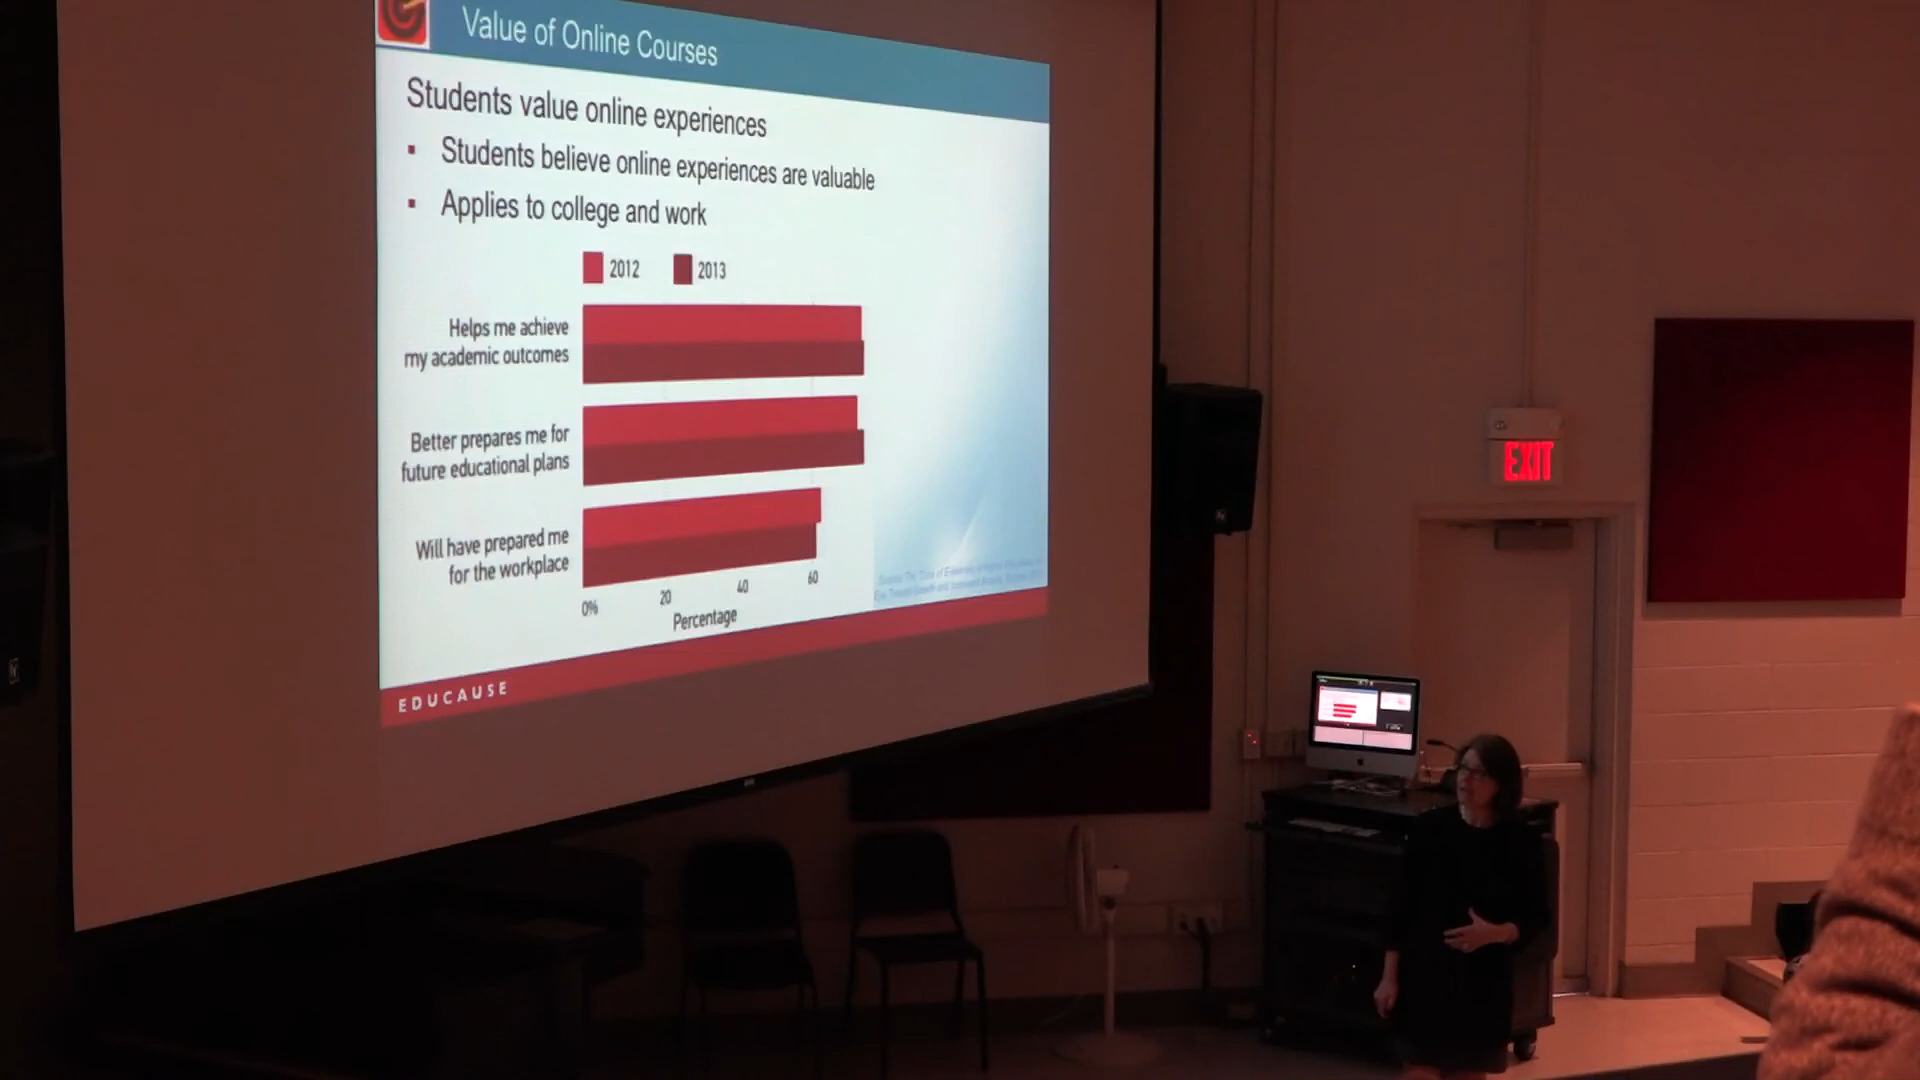 Value of Online Courses
Students value online experiences
Students believe online experiences are valuable
Applies to college and work
2012 2013
Helps me achieve
my academic outcomes
Better prepares me for
future educational plans
Will have prepared me
for the workplace
0% 20 40 60
Percentage
EDUCAUSE
EXIT